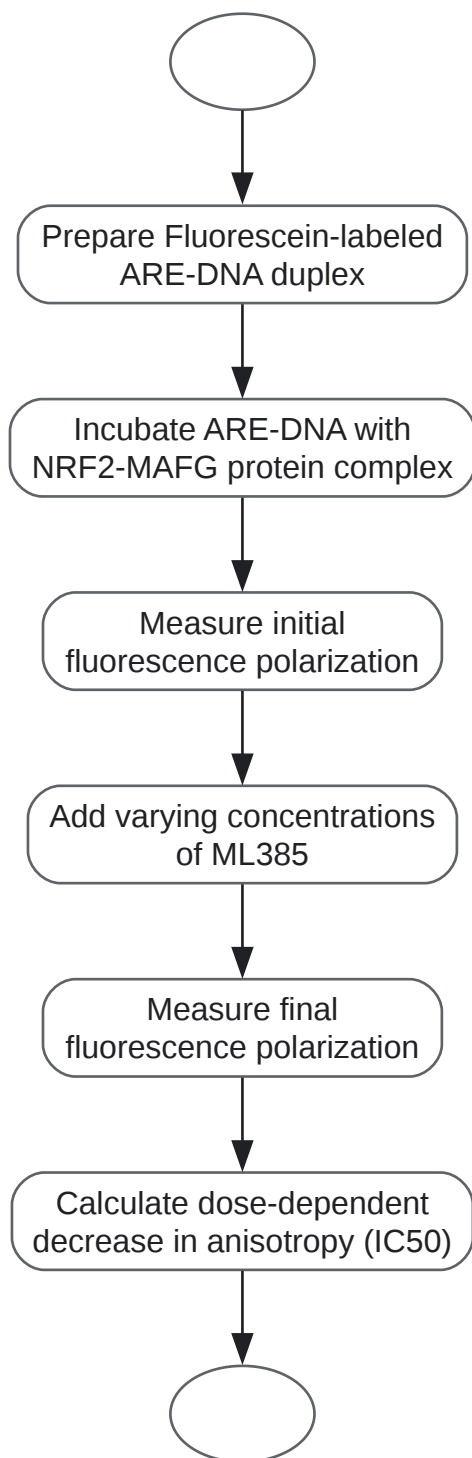 Prepare Fluorescein-labeled
ARE-DNA duplex
Incubate ARE-DNA with
NRF2-MAFG protein complex
Measure initial
fluorescence polarization
Add varying concentrations
of ML385
Measure final
fluorescence polarization
Calculate dose-dependent
decrease in anisotropy (IC50)